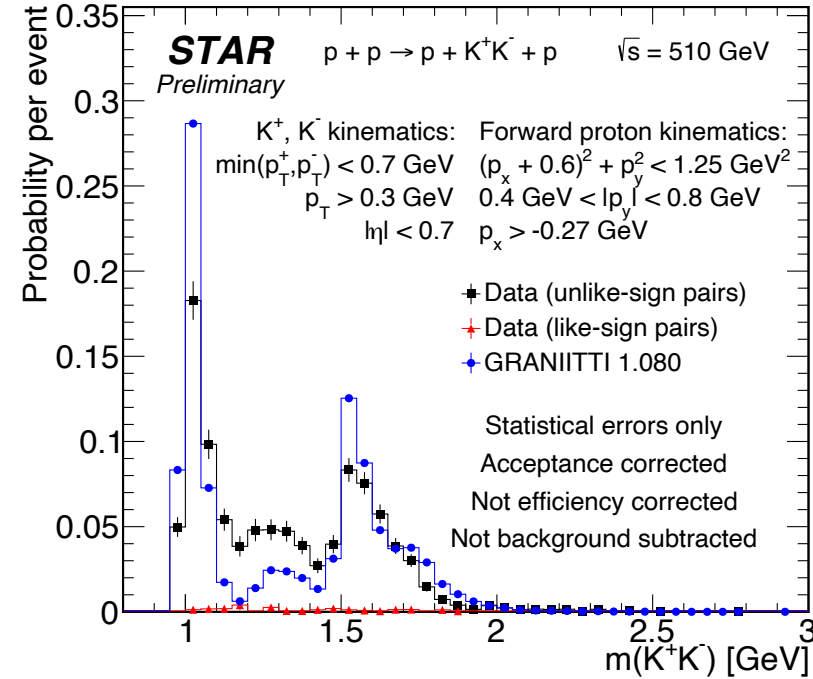 STAR
Preliminary
p + p → p + K⁺K⁻ + p
√s = 510 GeV
K⁺, K⁻ kinematics:
min(p_T⁺,p_T⁻) < 0.7 GeV
p_T > 0.3 GeV
|η| < 0.7
Forward proton kinematics:
(p_x + 0.6)² + p_y² < 1.25 GeV²
0.4 GeV < |p_y| < 0.8 GeV
p_x > -0.27 GeV
Data (unlike-sign pairs)
Data (like-sign pairs)
GRANIITTI 1.080
Statistical errors only
Acceptance corrected
Not efficiency corrected
Not background subtracted
Probability per event
0.35
0.3
0.25
0.2
0.15
0.1
0.05
0
1
1.5
2
2.5
3
m(K⁺K⁻) [GeV]